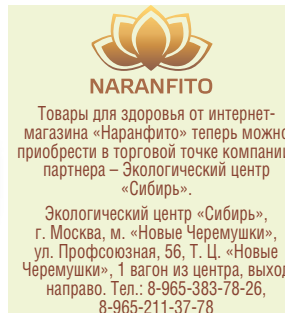 NARANFITO
Товары для здоровья от интернет-
магазина «Наранфито» теперь можно
приобрести в торговой точке компании
партнера – Экологический центр
«Сибирь».
Экологический центр «Сибирь»,
г. Москва, м. «Новые Черемушки»,
ул. Профсоюзная, 56, Т. Ц. «Новые
Черемушки», 1 вагон из центра, выход
направо. Тел.: 8-965-383-78-26,
8-965-211-37-78